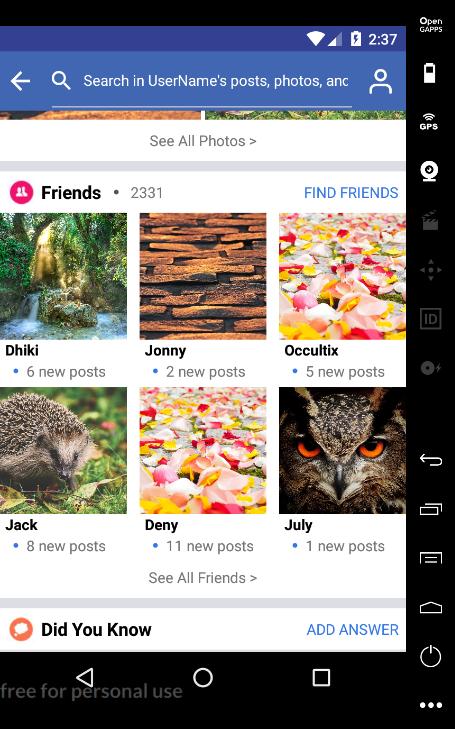 Open
GAPPS
2:37
Search in UserName's posts, photos, and
GPS
See All Photos >
Friends • 2331 FIND FRIENDS
Dhiki Jonny Occultix
• 6 new posts • 2 new posts • 5 new posts
ID
Jack Deny July
• 8 new posts • 11 new posts • 1 new posts
See All Friends >
Did You Know ADD ANSWER
free for personal use